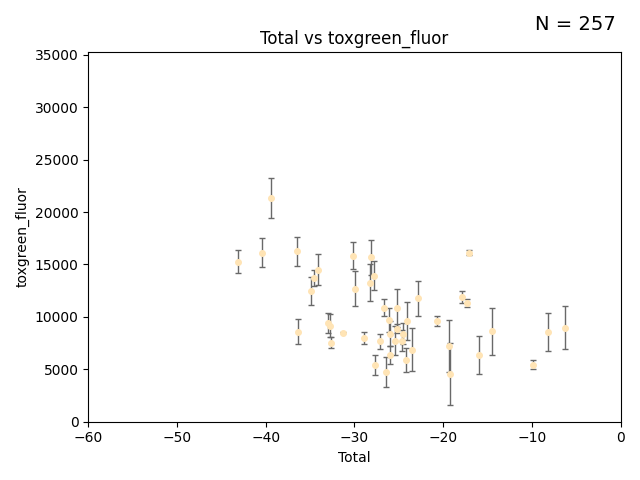 N = 257
Total vs toxgreen_fluor
35000
30000
25000
20000
15000
10000
5000
0
toxgreen_fluor
−60 −50 −40 −30 −20 −10 0
Total